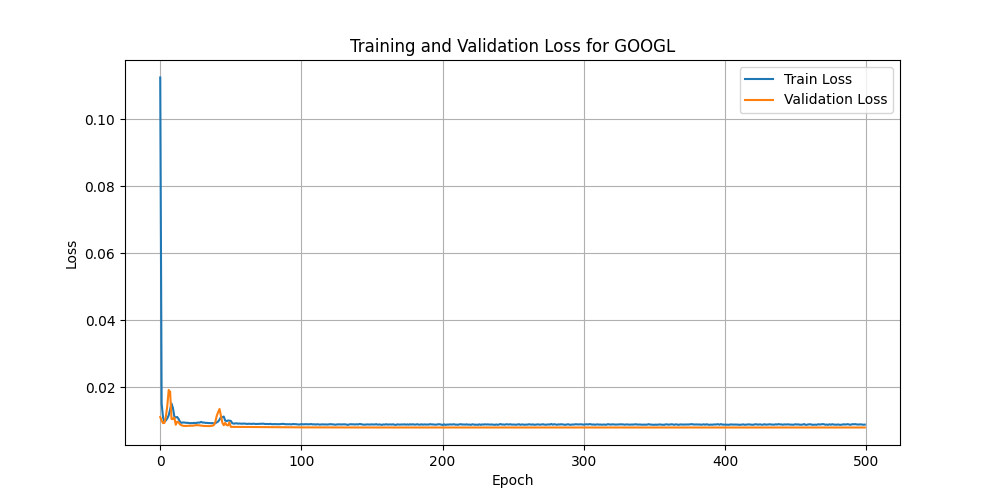 Training and Validation Loss for GOOGL
Train Loss
Validation Loss
Loss
0.10
0.08
0.06
0.04
0.02
0
100
200
300
400
500
Epoch